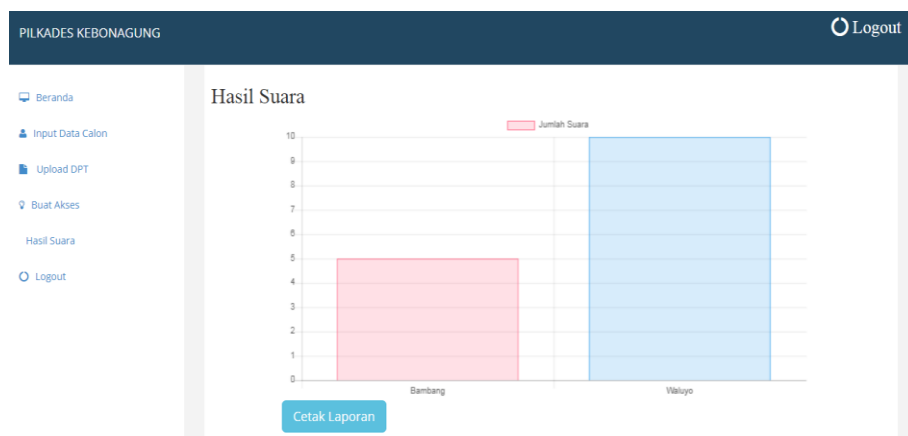 PILKADES KEBONAGUNG
Logout
Beranda
Input Data Calon
Upload DPT
Buat Akses
Hasil Suara
Logout
Hasil Suara
Jumlah Suara
10
9
8
7
6
5
4
3
2
1
0
Bambang Waluyo
Cetak Laporan